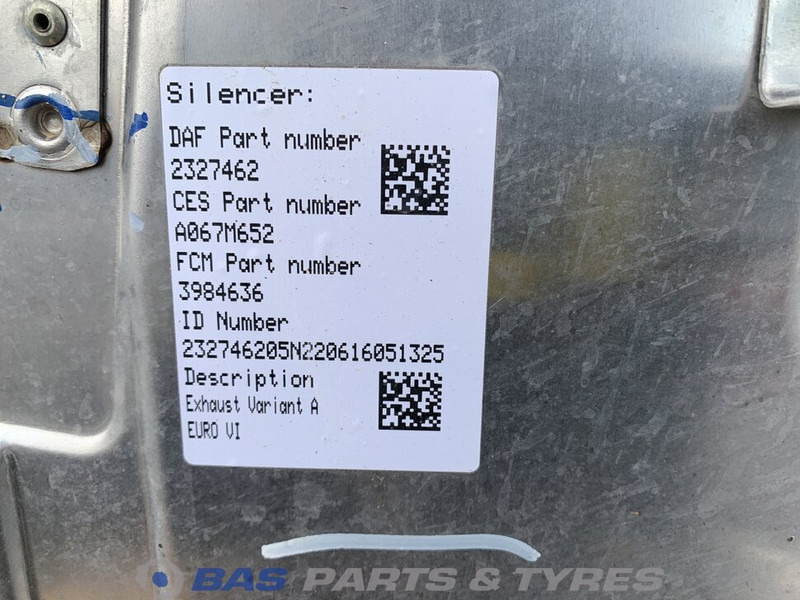 Silencer:
DAF Part number
2327462
CES Part number
A067M652
FCM Part number
3984636
ID Number
232746205N220616051325
Description
Exhaust Variant A
EURO VI
BAS PARTS & TYRES